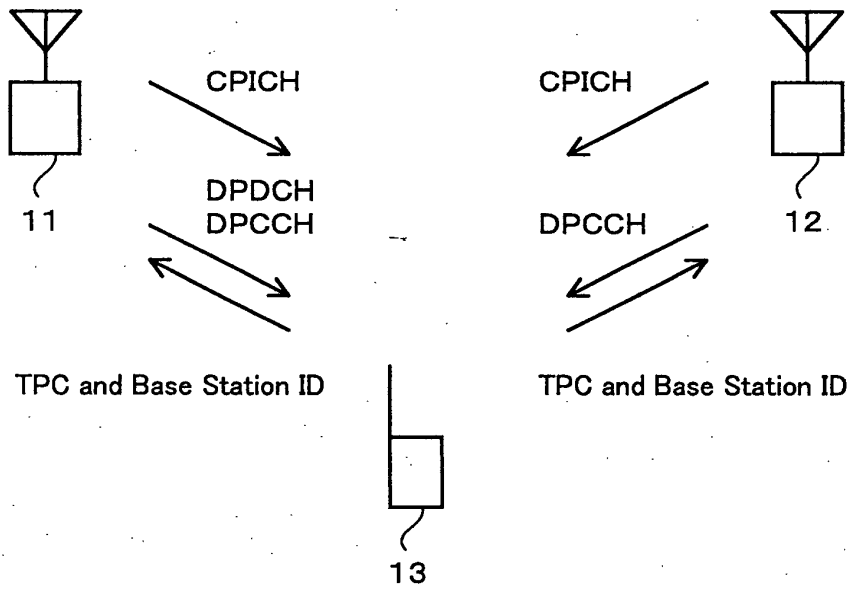 CPICH
CPICH
DPDCH
DPCCH
DPCCH
11
12
TPC and Base Station ID
TPC and Base Station ID
13